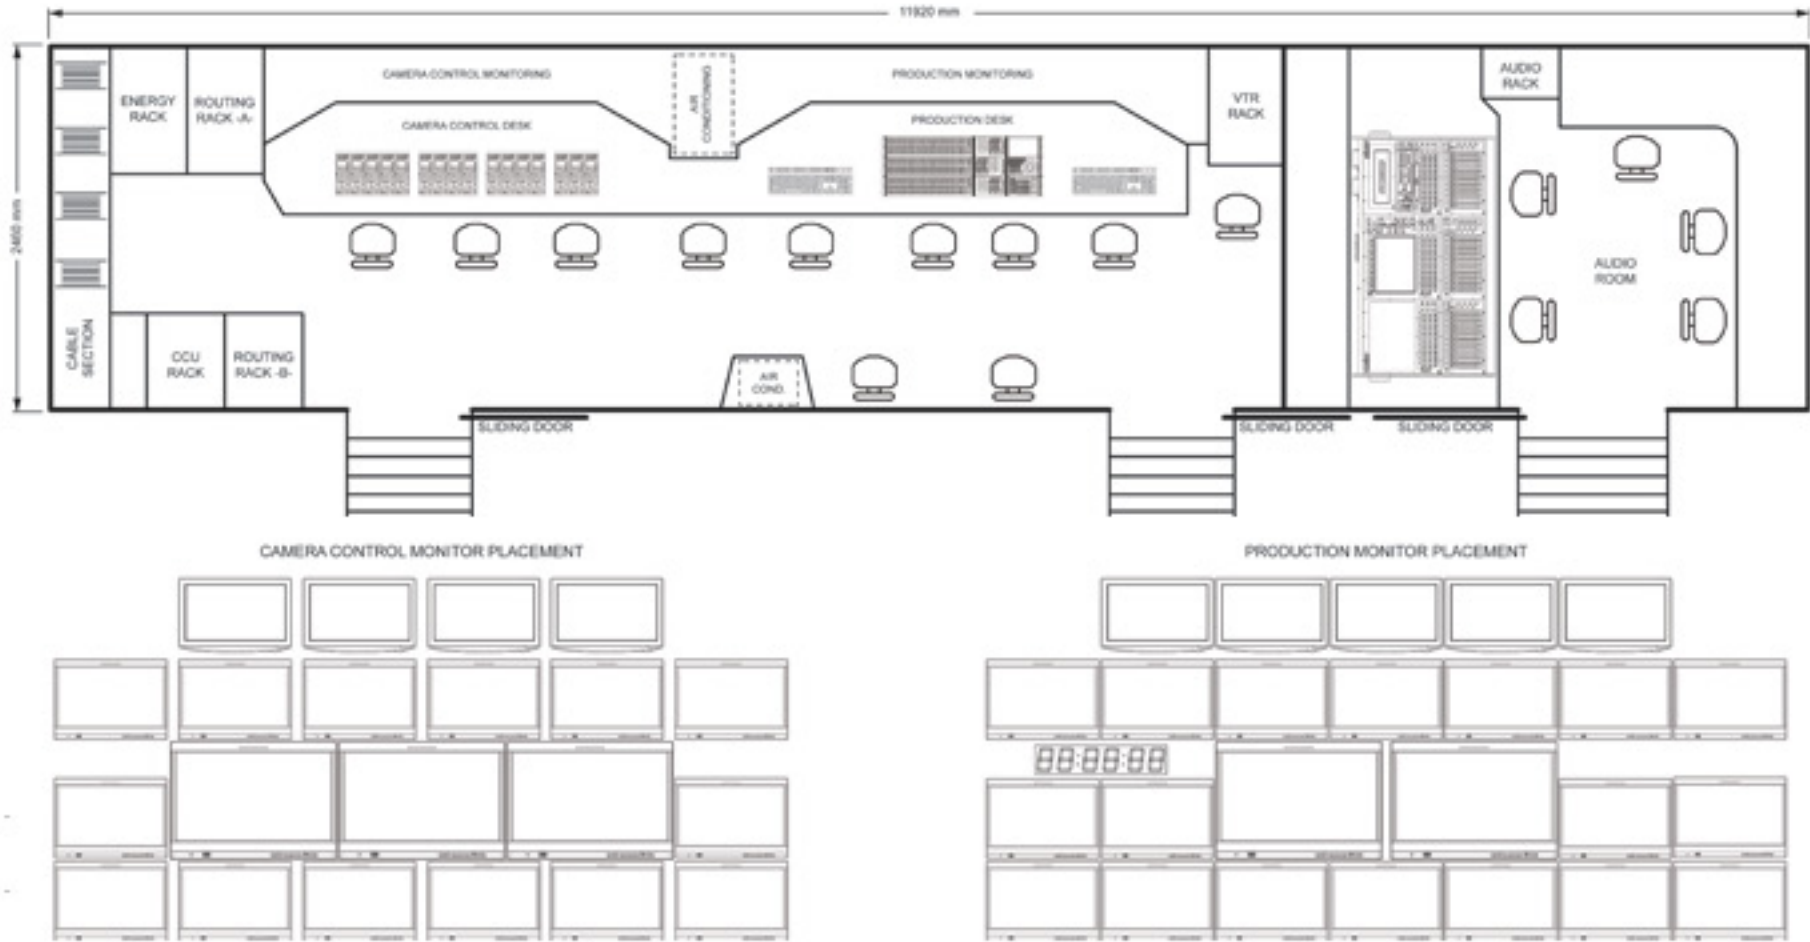 11920 mm
2460 mm
ENERGY
RACK
ROUTING
RACK -A-
CAMERA CONTROL MONITORING
AIR
CONDITIONING
PRODUCTION MONITORING
VTR
RACK
AUDIO
RACK
CAMERA CONTROL DESK
PRODUCTION DESK
AUDIO
ROOM
CABLE
SECTION
CCU
RACK
ROUTING
RACK -B-
AIR
COND.
SLIDING DOOR
SLIDING DOOR
SLIDING DOOR
CAMERA CONTROL MONITOR PLACEMENT
PRODUCTION MONITOR PLACEMENT
88:88:88